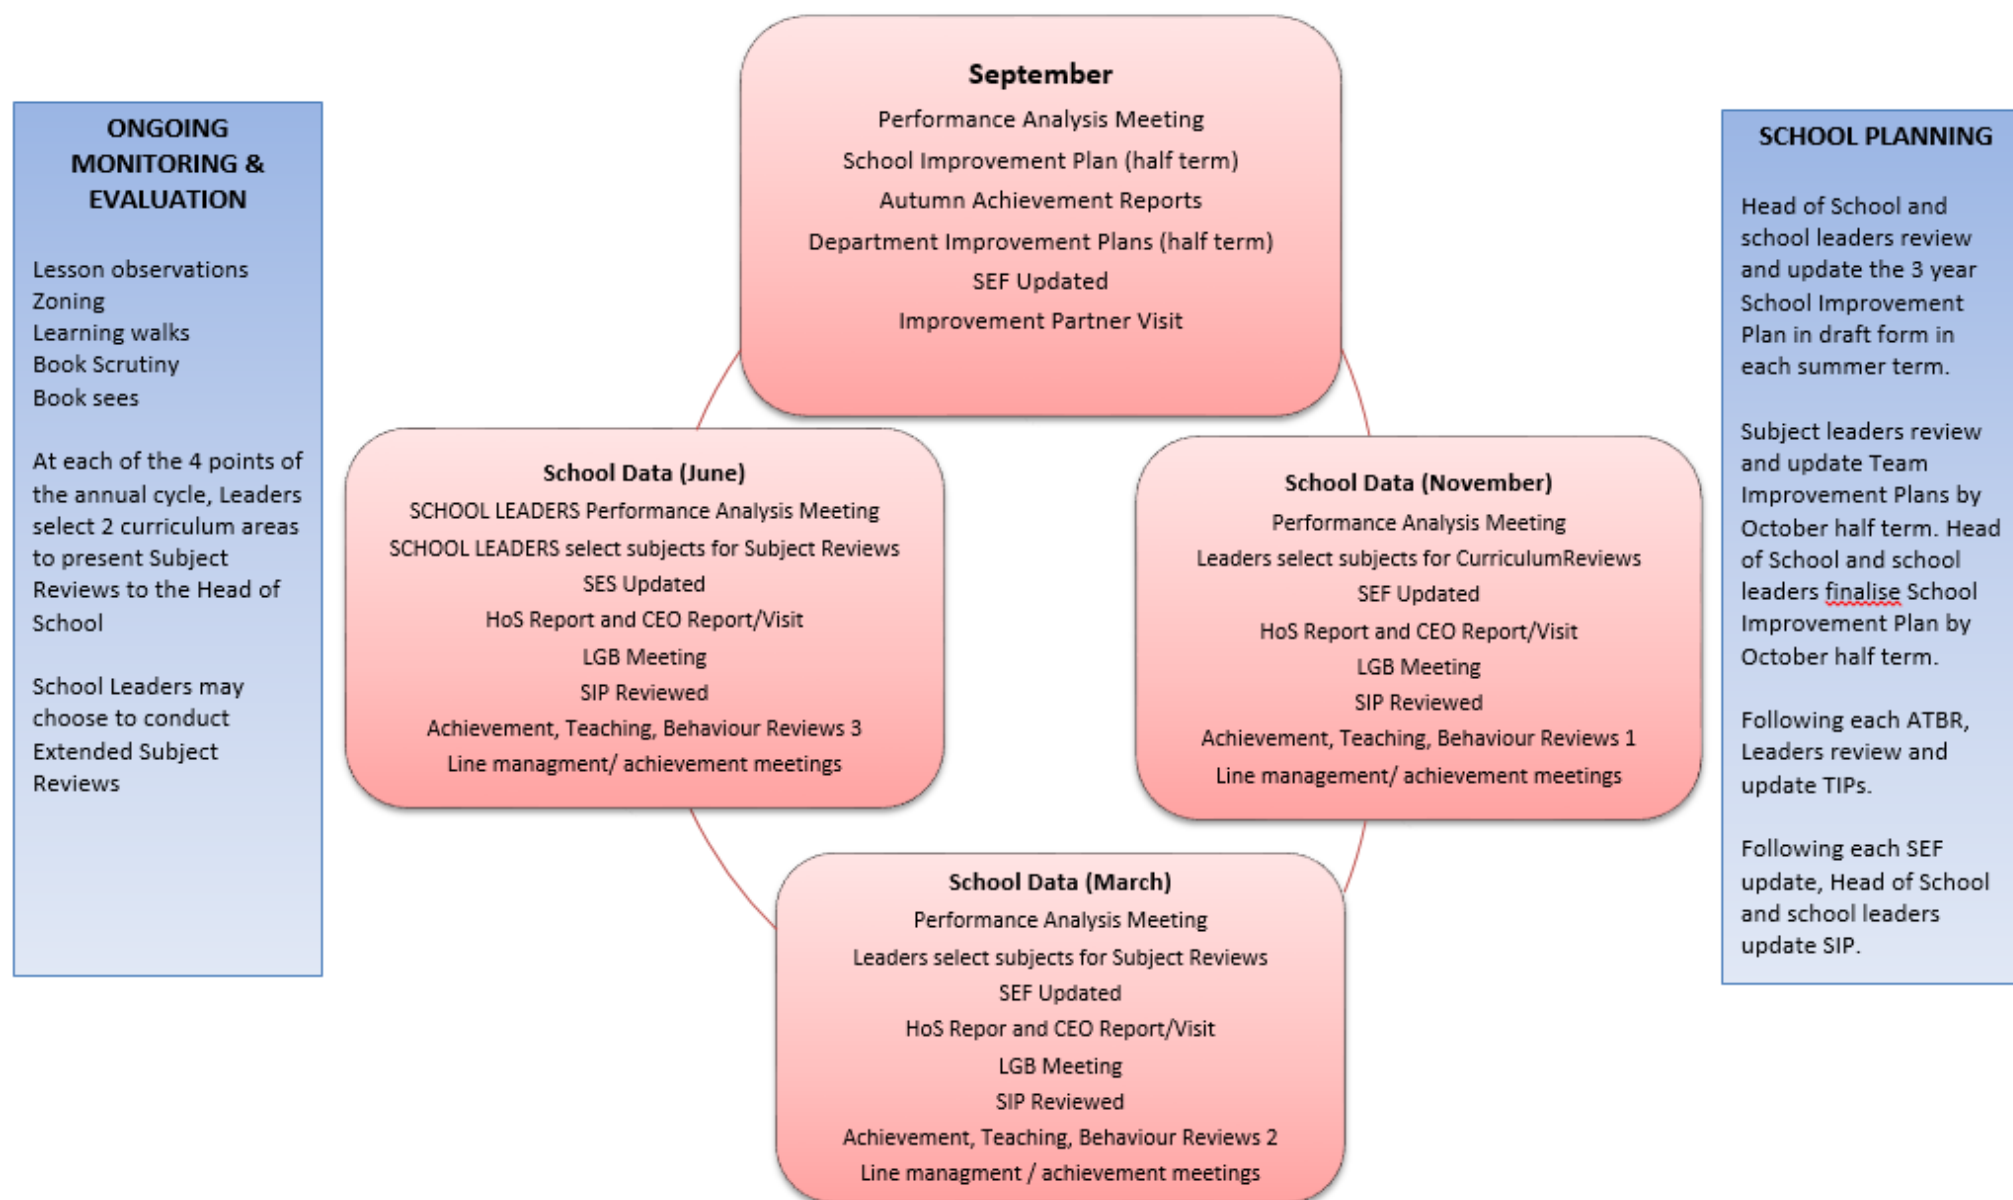 September
Performance Analysis Meeting
School Improvement Plan (half term)
Autumn Achievement Reports
Department Improvement Plans (half term)
SEF Updated
Improvement Partner Visit
ONGOING
MONITORING &
EVALUATION
Lesson observations
Zoning
Learning walks
Book Scrutiny
Book sees
At each of the 4 points of
the annual cycle, Leaders
select 2 curriculum areas
to present Subject
Reviews to the Head of
School
School Leaders may
choose to conduct
Extended Subject
Reviews
School Data (June)
SCHOOL LEADERS Performance Analysis Meeting
SCHOOL LEADERS select subjects for Subject Reviews
SES Updated
HoS Report and CEO Report/Visit
LGB Meeting
SIP Reviewed
Achievement, Teaching, Behaviour Reviews 3
Line managment/ achievement meetings
School Data (November)
Performance Analysis Meeting
Leaders select subjects for CurriculumReviews
SEF Updated
HoS Report and CEO Report/Visit
LGB Meeting
SIP Reviewed
Achievement, Teaching, Behaviour Reviews 1
Line management/ achievement meetings
School Data (March)
Performance Analysis Meeting
Leaders select subjects for Subject Reviews
SEF Updated
HoS Repor and CEO Report/Visit
LGB Meeting
SIP Reviewed
Achievement, Teaching, Behaviour Reviews 2
Line managment / achievement meetings
SCHOOL PLANNING
Head of School and
school leaders review
and update the 3 year
School Improvement
Plan in draft form in
each summer term.
Subject leaders review
and update Team
Improvement Plans by
October half term. Head
of School and school
leaders finalise School
Improvement Plan by
October half term.
Following each ATBR,
Leaders review and
update TIPs.
Following each SEF
update, Head of School
and school leaders
update SIP.